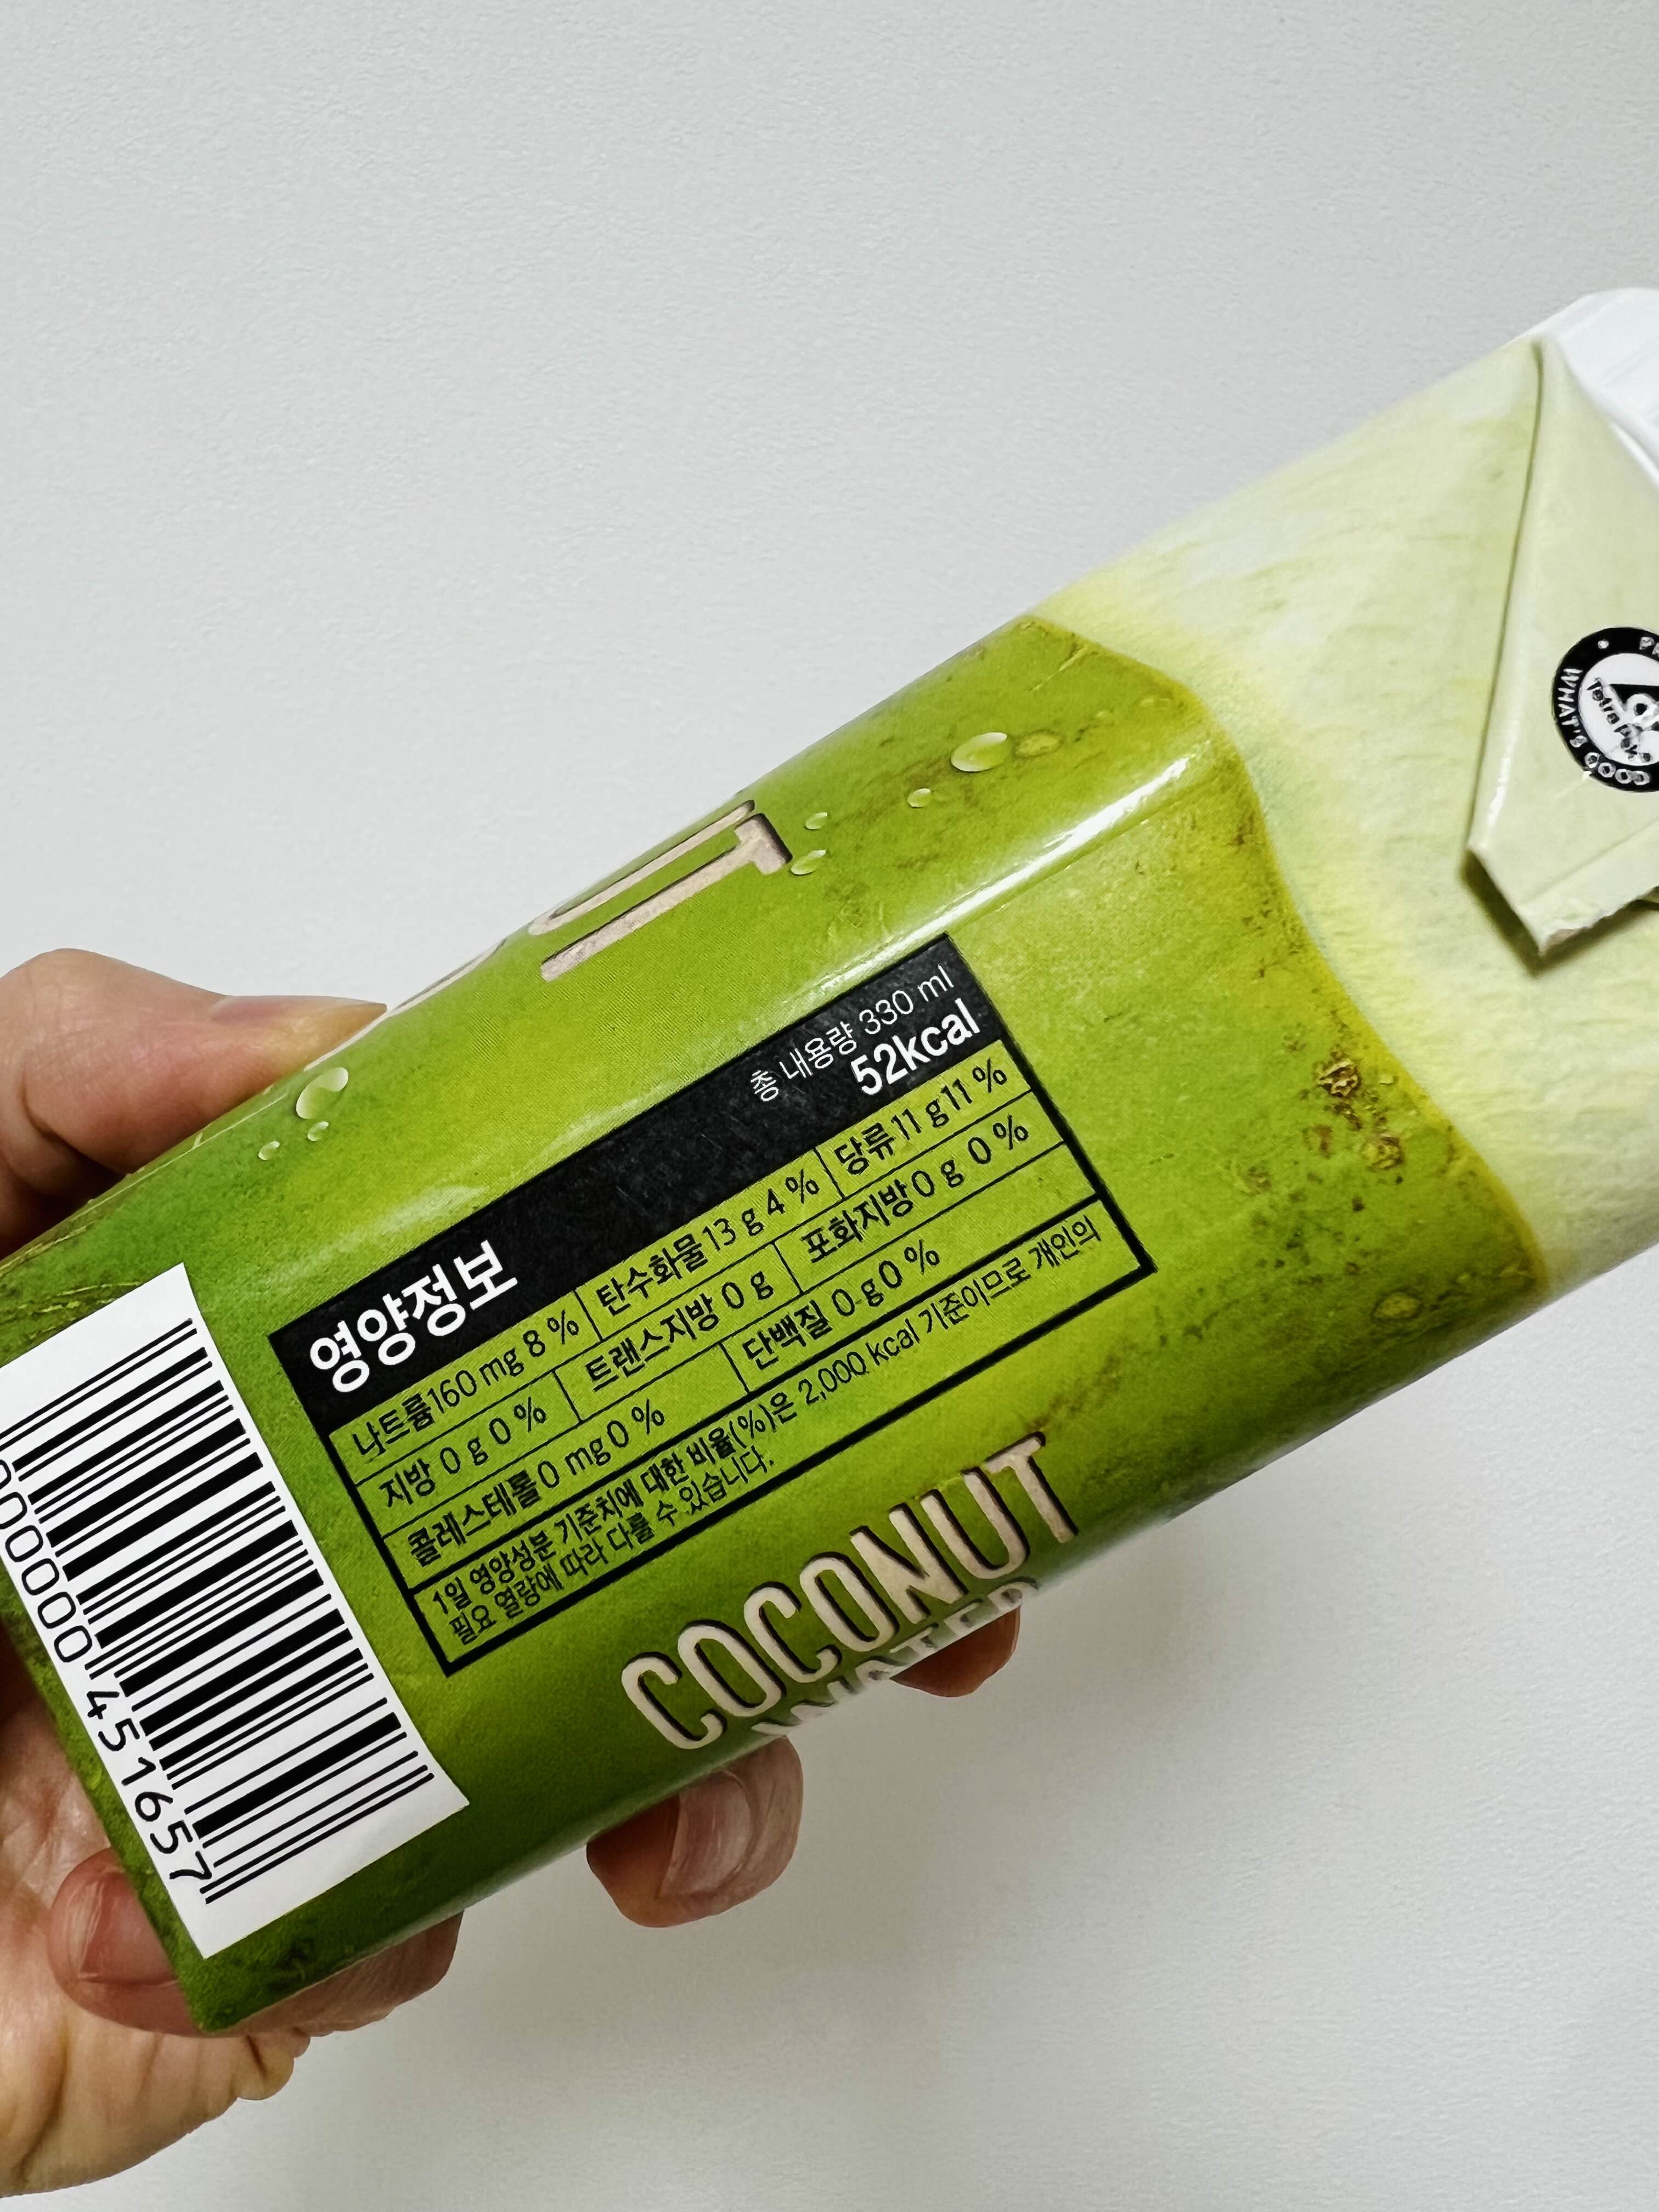 영양정보
총 내용량 330 ml
52kcal
나트륨 160 mg 8 % 탄수화물 13 g 4 % 당류 11 g 11 %
지방 0 g 0 % 트랜스지방 0 g 포화지방 0 g 0 %
콜레스테롤 0 mg 0 % 단백질 0 g 0 %
1일 영양성분 기준치에 대한 비율(%)은 2,000 kcal 기준이므로 개인의
필요 열량에 따라 다를 수 있습니다.
COCONUT
WATER
451657
WHAT'S GOOD
Tetra Pak